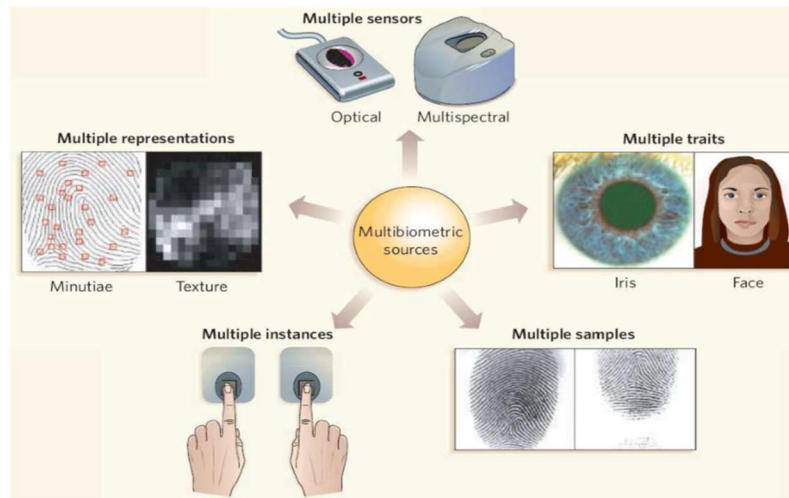 Multiple sensors
Optical
Multispectral
Multiple representations
Minutiae
Texture
Multiple traits
Iris
Face
Multibiometric
sources
Multiple instances
Multiple samples